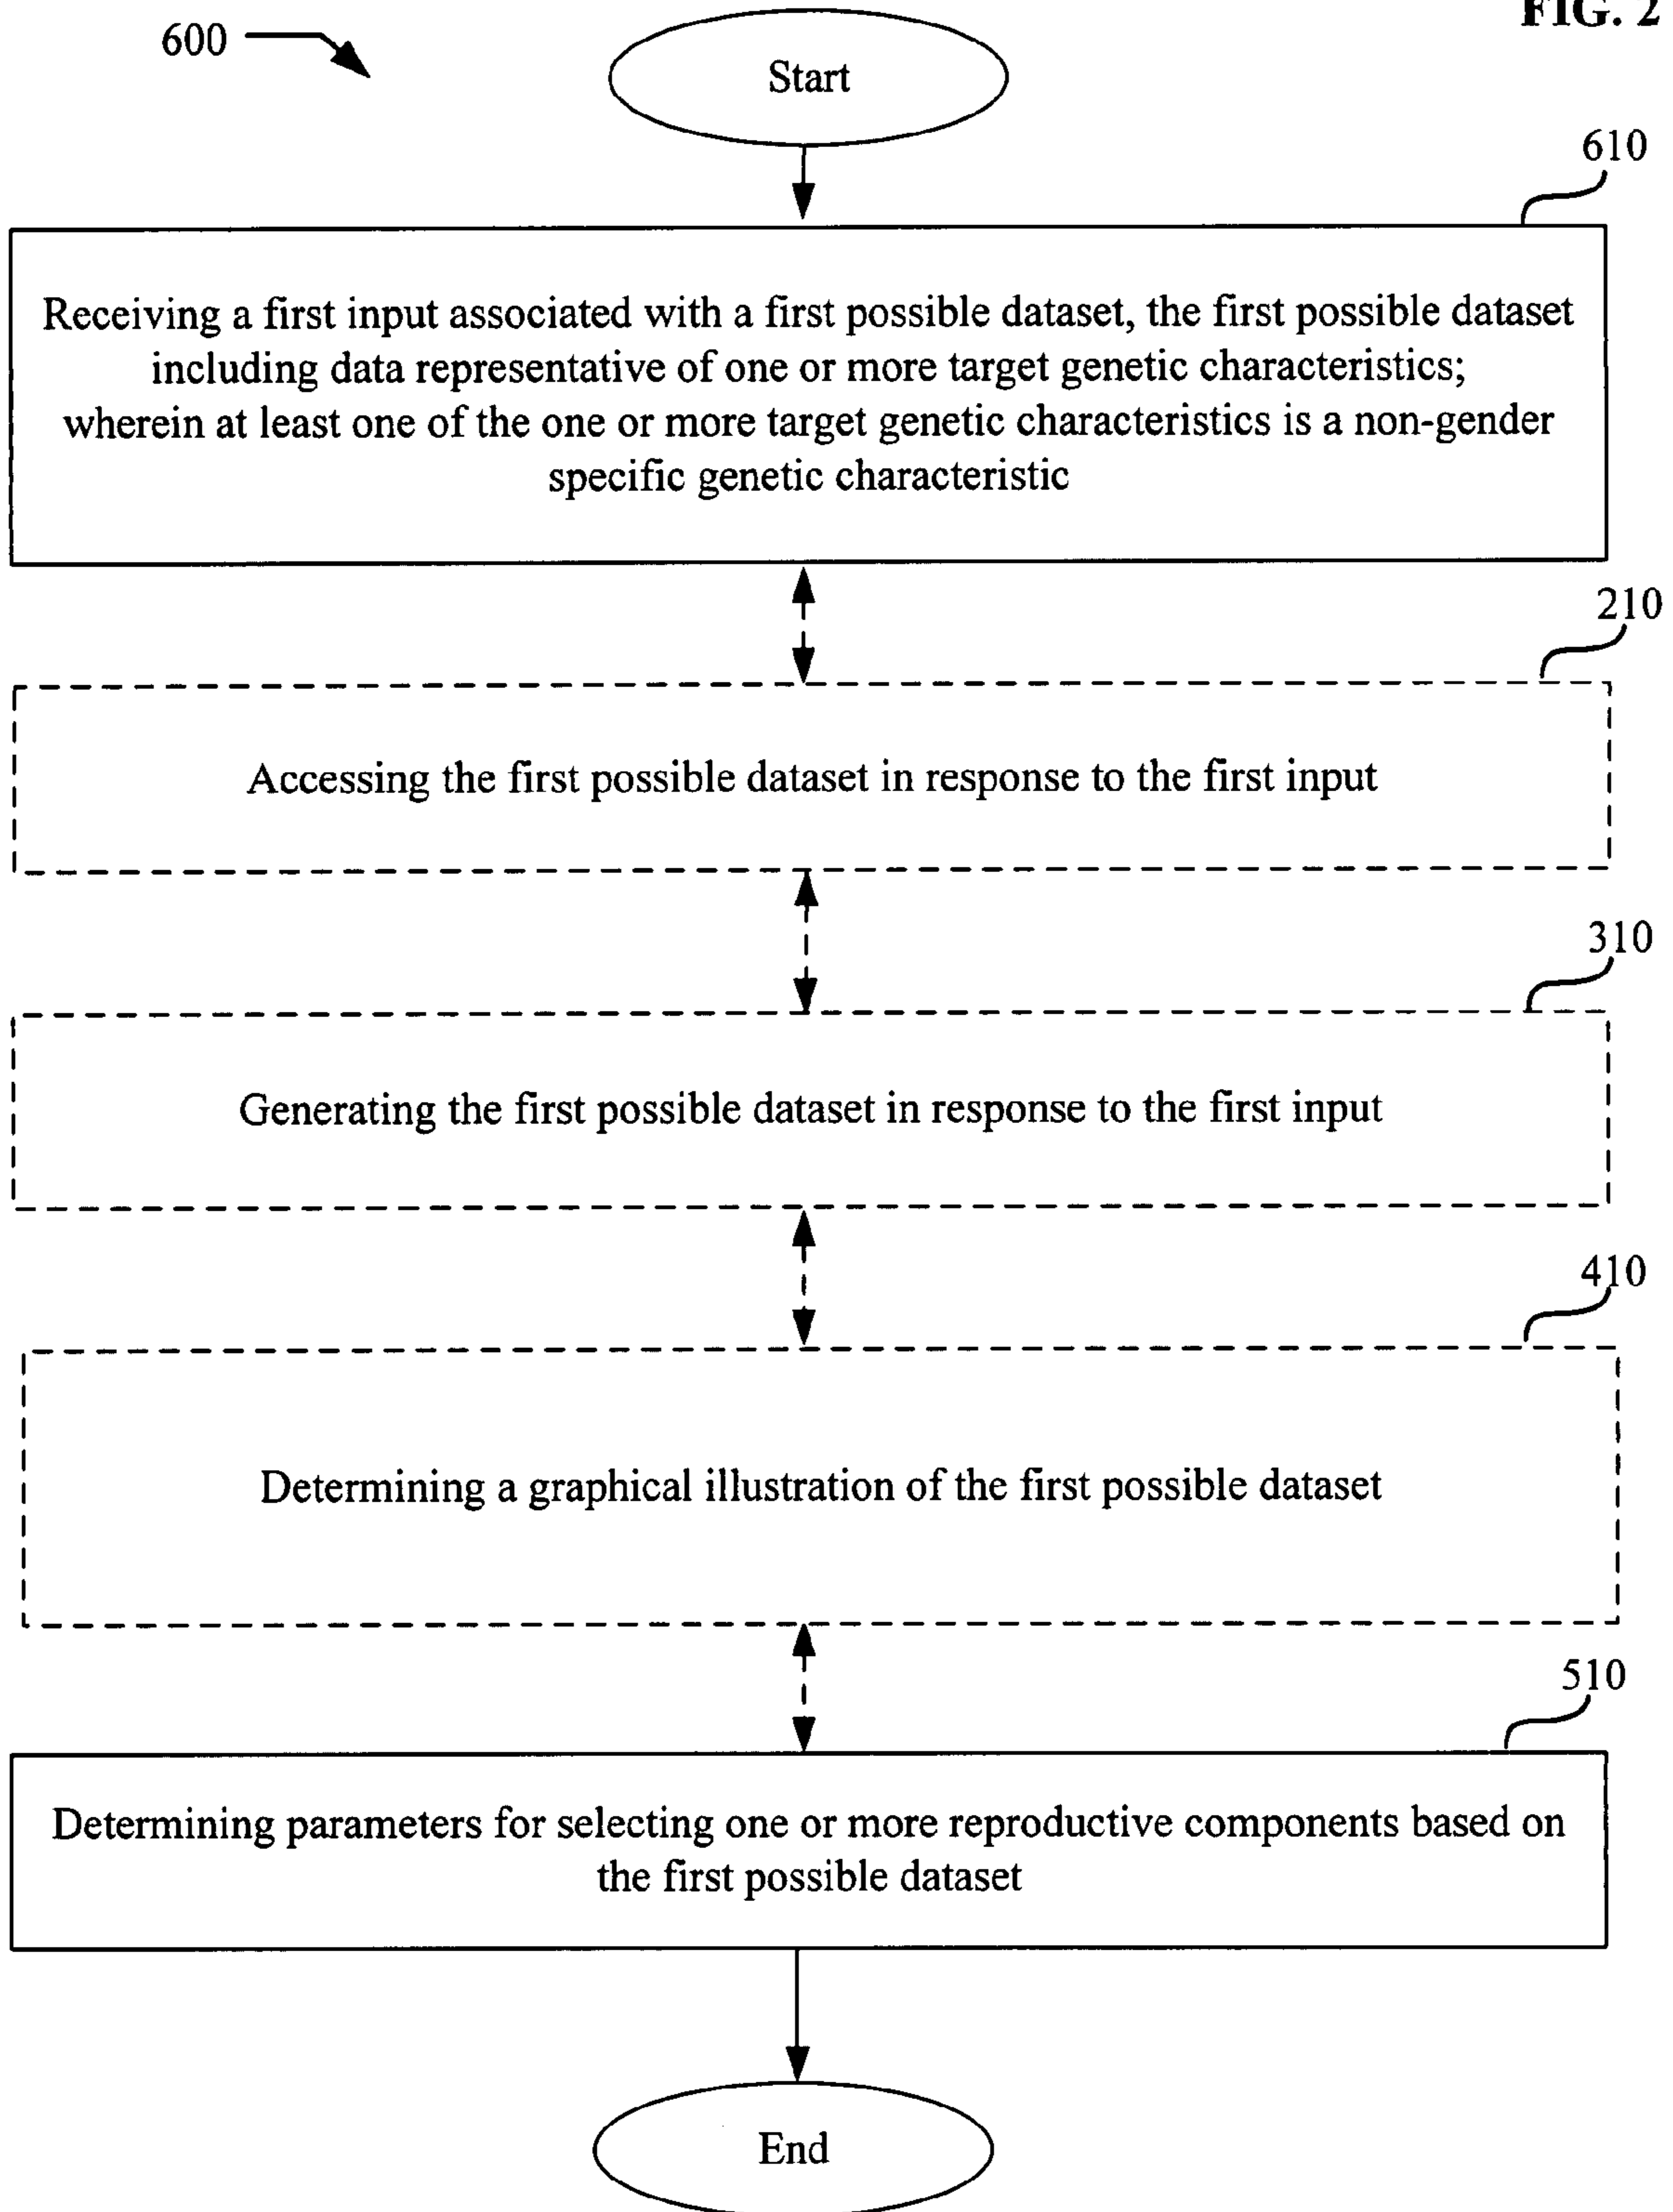 FIG. 2
600
Start
610
Receiving a first input associated with a first possible dataset, the first possible dataset
including data representative of one or more target genetic characteristics;
wherein at least one of the one or more target genetic characteristics is a non-gender
specific genetic characteristic
210
Accessing the first possible dataset in response to the first input
310
Generating the first possible dataset in response to the first input
410
Determining a graphical illustration of the first possible dataset
510
Determining parameters for selecting one or more reproductive components based on
the first possible dataset
End